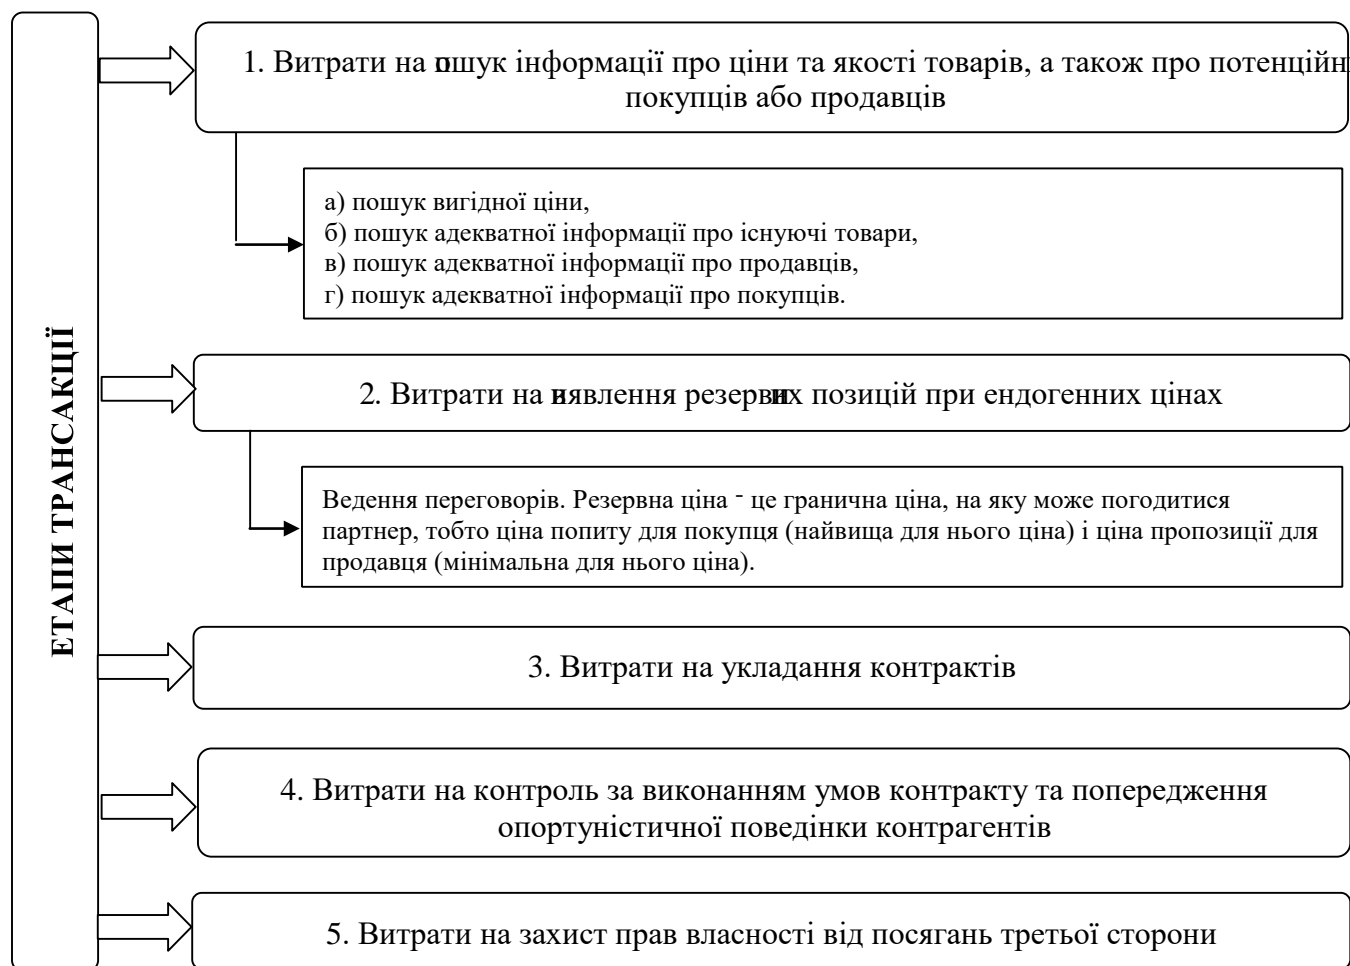 ЕТАПИ ТРАНСАКЦІЇ
1. Витрати на пошук інформації про ціни та якості товарів, а також про потенційн
покупців або продавців
а) пошук вигідної ціни,
б) пошук адекватної інформації про існуючі товари,
в) пошук адекватної інформації про продавців,
г) пошук адекватної інформації про покупців.
2. Витрати на виявлення резервних позицій при ендогенних цінах
Ведення переговорів. Резервна ціна - це гранична ціна, на яку може погодитися
партнер, тобто ціна попиту для покупця (найвища для нього ціна) і ціна пропозиції для
продавця (мінімальна для нього ціна).
3. Витрати на укладання контрактів
4. Витрати на контроль за виконанням умов контракту та попередження
опортуністичної поведінки контрагентів
5. Витрати на захист прав власності від посягань третьої сторони